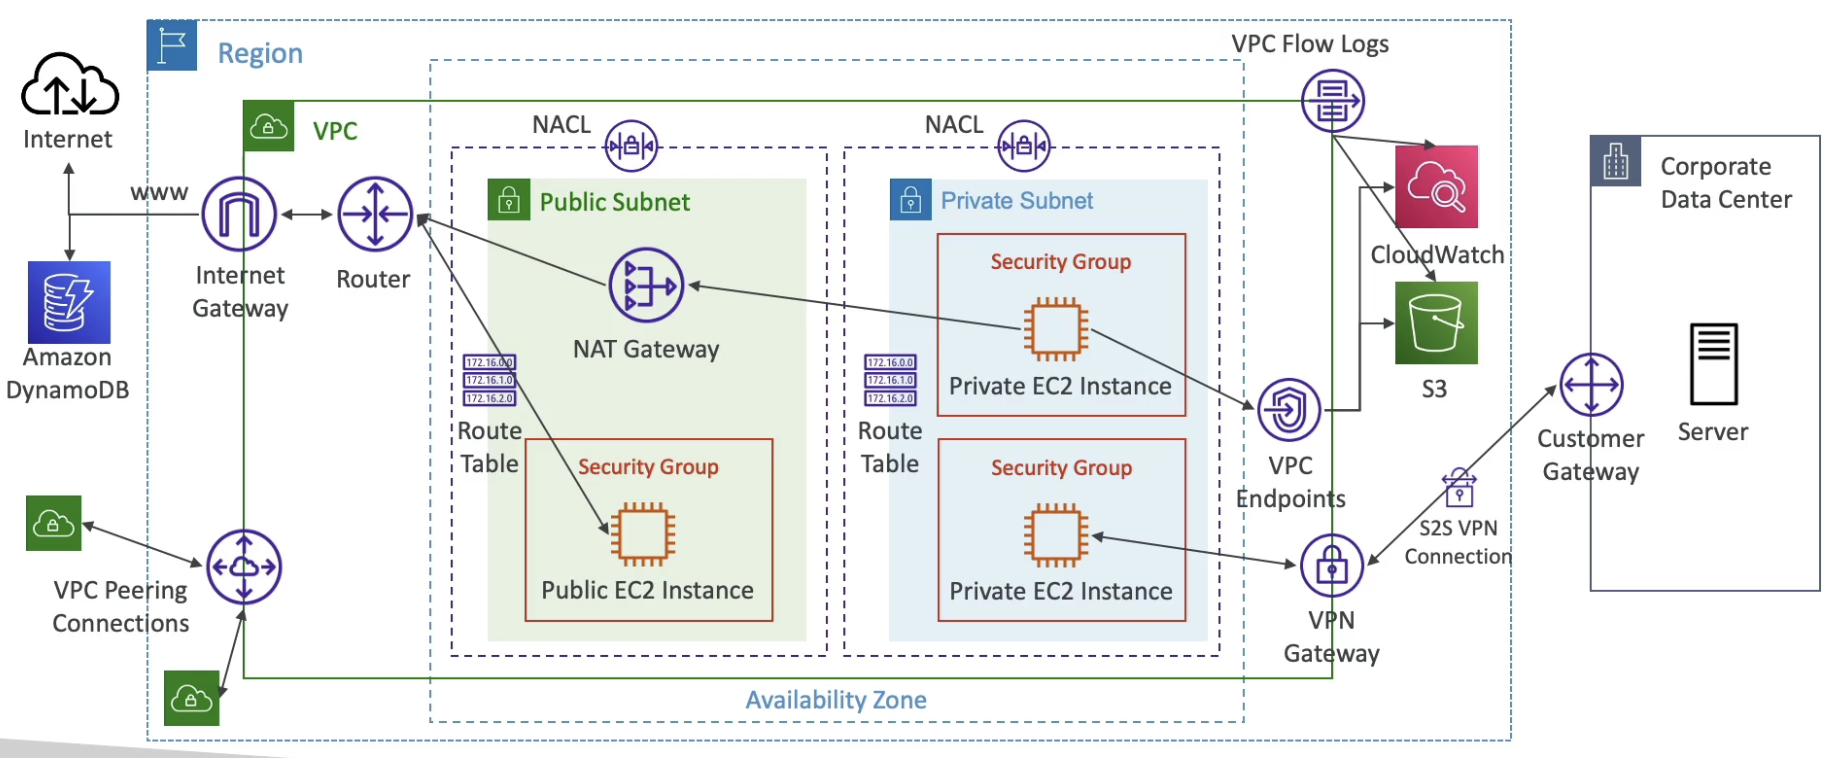 Region
VPC Flow Logs
Internet
VPC
NACL
NACL
www
Public Subnet
Private Subnet
Corporate
Data Center
Security Group
CloudWatch
Internet
Gateway
Router
NAT Gateway
Amazon
DynamoDB
172.16.0.0
172.16.1.0
172.16.2.0
Route
Table
172.16.0.0
172.16.1.0
172.16.2.0
Route
Table
Private EC2 Instance
S3
VPC
Endpoints
Customer
Gateway
Server
Security Group
Public EC2 Instance
Security Group
Private EC2 Instance
S2S VPN
Connection
VPC Peering
Connections
VPN
Gateway
Availability Zone